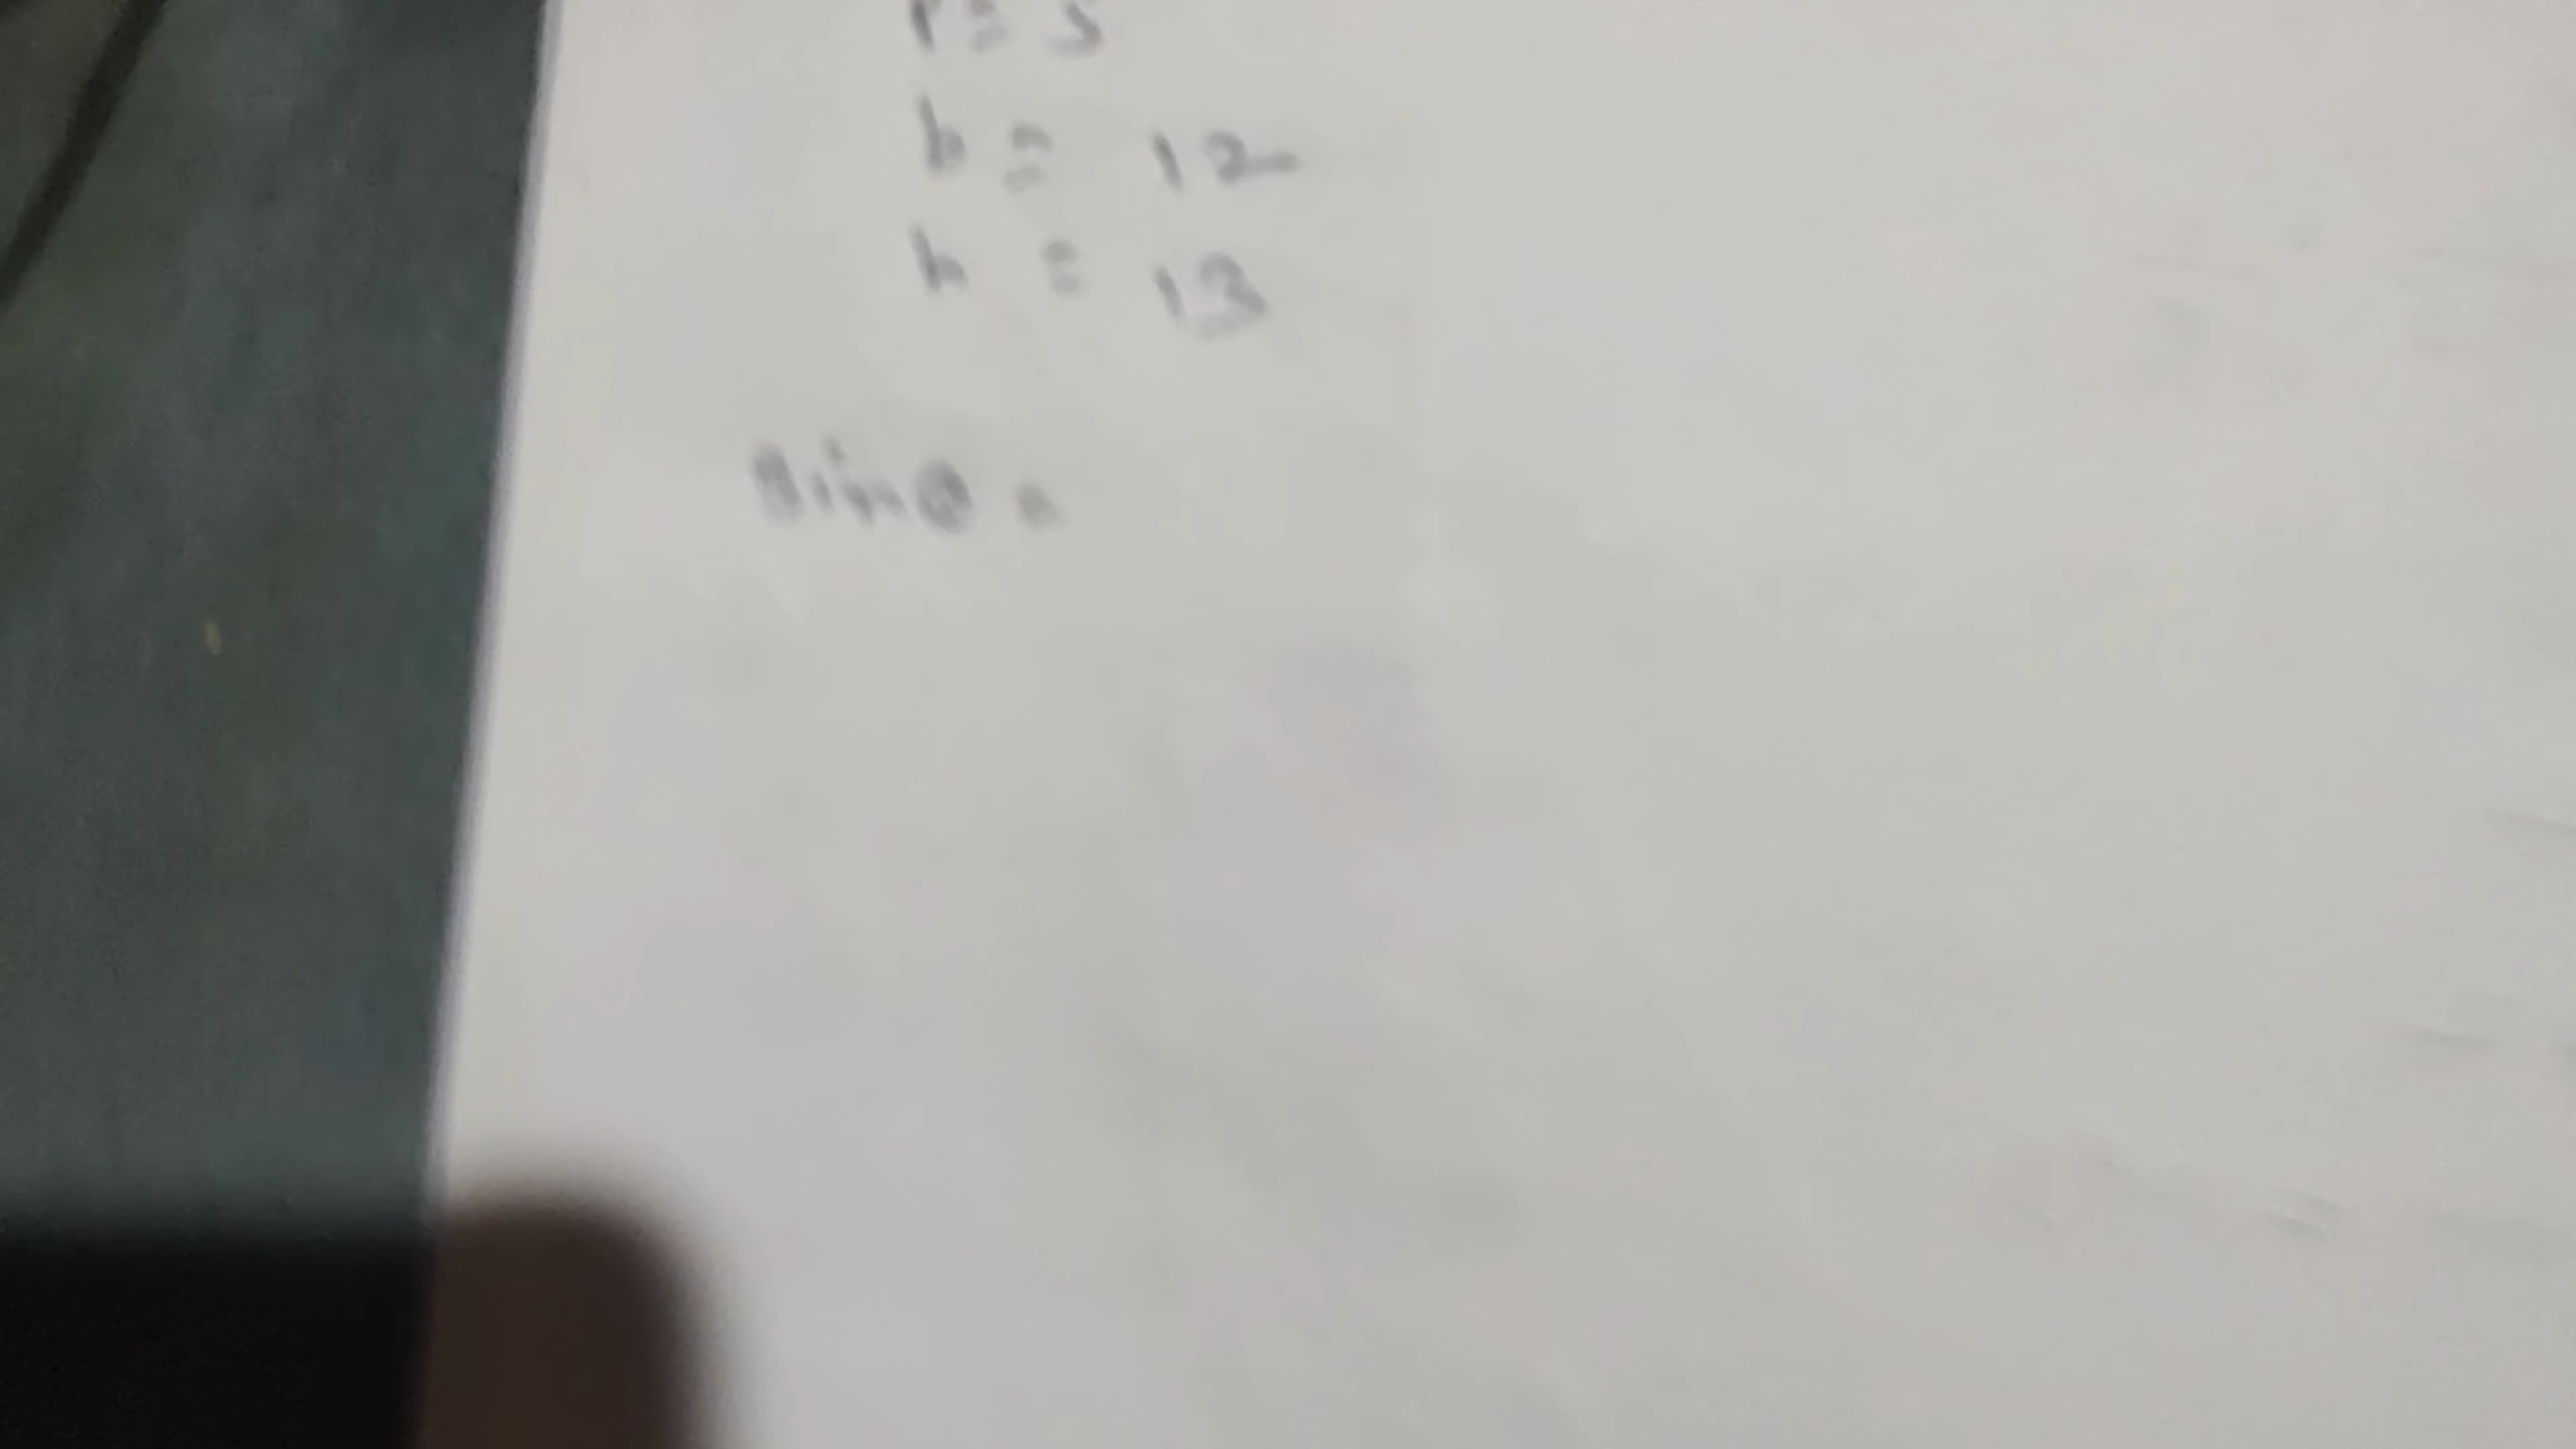 P = 5
b = 12
h = 13
Sinθ =